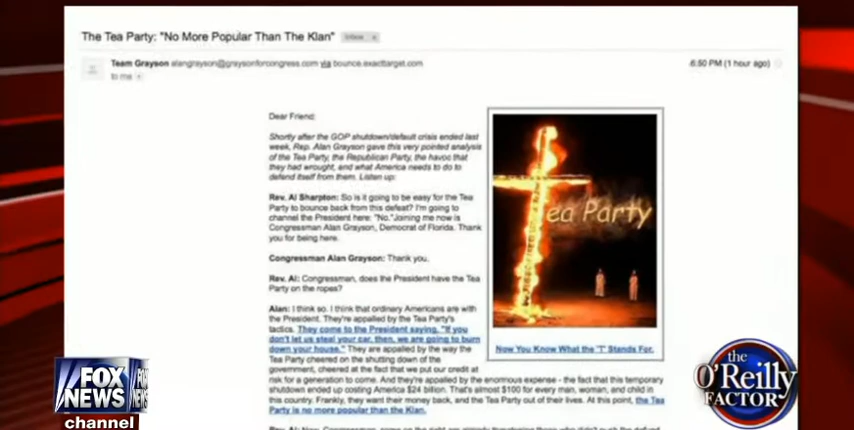 The Tea Party: "No More Popular Than The Klan"
Inbox x
Team Grayson alangrayson@graysonforcongress.com via bounce.exacttarget.com
6:50 PM (1 hour ago)
to me
Dear Friend:
Shortly after the GOP shutdown/default crisis ended last
week, Rep. Alan Grayson gave this very pointed analysis
of the Tea Party, the Republican Party, the havoc that
they had wrought, and what America needs to do to
defend itself from them. Listen up:
Rev. Al Sharpton: So is it going to be easy for the Tea
Party to bounce back from this defeat? I'm going to
channel the President here: "No."Joining me now is
Congressman Alan Grayson, Democrat of Florida. Thank
you for being here.
Congressman Alan Grayson: Thank you.
Rev. Al: Congressman, does the President have the Tea
Party on the ropes?
Alan: I think so. I think that ordinary Americans are with
the President. They're appalled by the Tea Party's
tactics. They come to the President saying, "If you
don't let us steal your car, then, we are going to burn
down your house." They are appalled by the way the
Tea Party cheered on the shutting down of the
government, cheered at the fact that we put our credit at
risk for a generation to come. And they're appalled by the enormous expense - the fact that this temporary
shutdown ended up costing America $24 billion. That's almost $100 for every man, woman, and child in
this country. Frankly, they want their money back, and the Tea Party out of their lives. At this point, the Tea
Party is no more popular than the Klan.
ea Party
Now You Know What the "T" Stands For.
FOX
NEWS
channel
the
O'Reilly
FACTOR